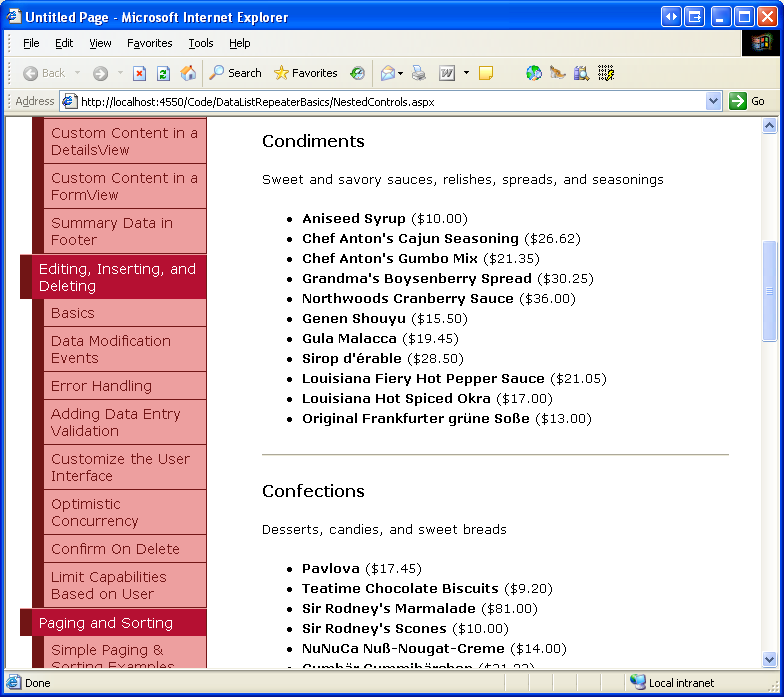 Untitled Page - Microsoft Internet Explorer
File Edit View Favorites Tools Help
Back Search Favorites
Address http://localhost:4550/Code/DataListRepeaterBasics/NestedControls.aspx Go
Custom Content in a
DetailsView
Custom Content in a
FormView
Summary Data in
Footer
Editing, Inserting, and
Deleting
Basics
Data Modification
Events
Error Handling
Adding Data Entry
Validation
Customize the User
Interface
Optimistic
Concurrency
Confirm On Delete
Limit Capabilities
Based on User
Paging and Sorting
Simple Paging &
Sorting Examples
Condiments
Sweet and savory sauces, relishes, spreads, and seasonings
Aniseed Syrup ($10.00)
Chef Anton's Cajun Seasoning ($26.62)
Chef Anton's Gumbo Mix ($21.35)
Grandma's Boysenberry Spread ($30.25)
Northwoods Cranberry Sauce ($36.00)
Genen Shouyu ($15.50)
Gula Malacca ($19.45)
Sirop d'érable ($28.50)
Louisiana Fiery Hot Pepper Sauce ($21.05)
Louisiana Hot Spiced Okra ($17.00)
Original Frankfurter grüne Soße ($13.00)
Confections
Desserts, candies, and sweet breads
Pavlova ($17.45)
Teatime Chocolate Biscuits ($9.20)
Sir Rodney's Marmalade ($81.00)
Sir Rodney's Scones ($10.00)
NuNuCa Nuß-Nougat-Creme ($14.00)
Gumbär Gummibärchen
Done Local intranet